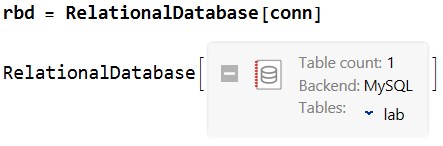 rbd = RelationalDatabase[conn]
Table count: 1
RelationalDatabase[ Backend: MySQL ]
Tables: lab